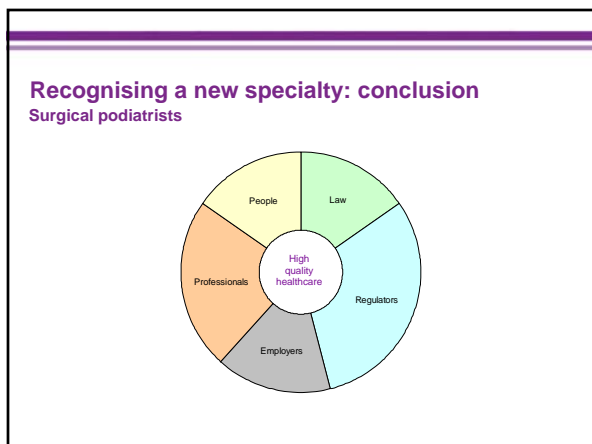 Recognising a new specialty: conclusion
Surgical podiatrists
People
Law
High
quality
healthcare
Professionals
Regulators
Employers